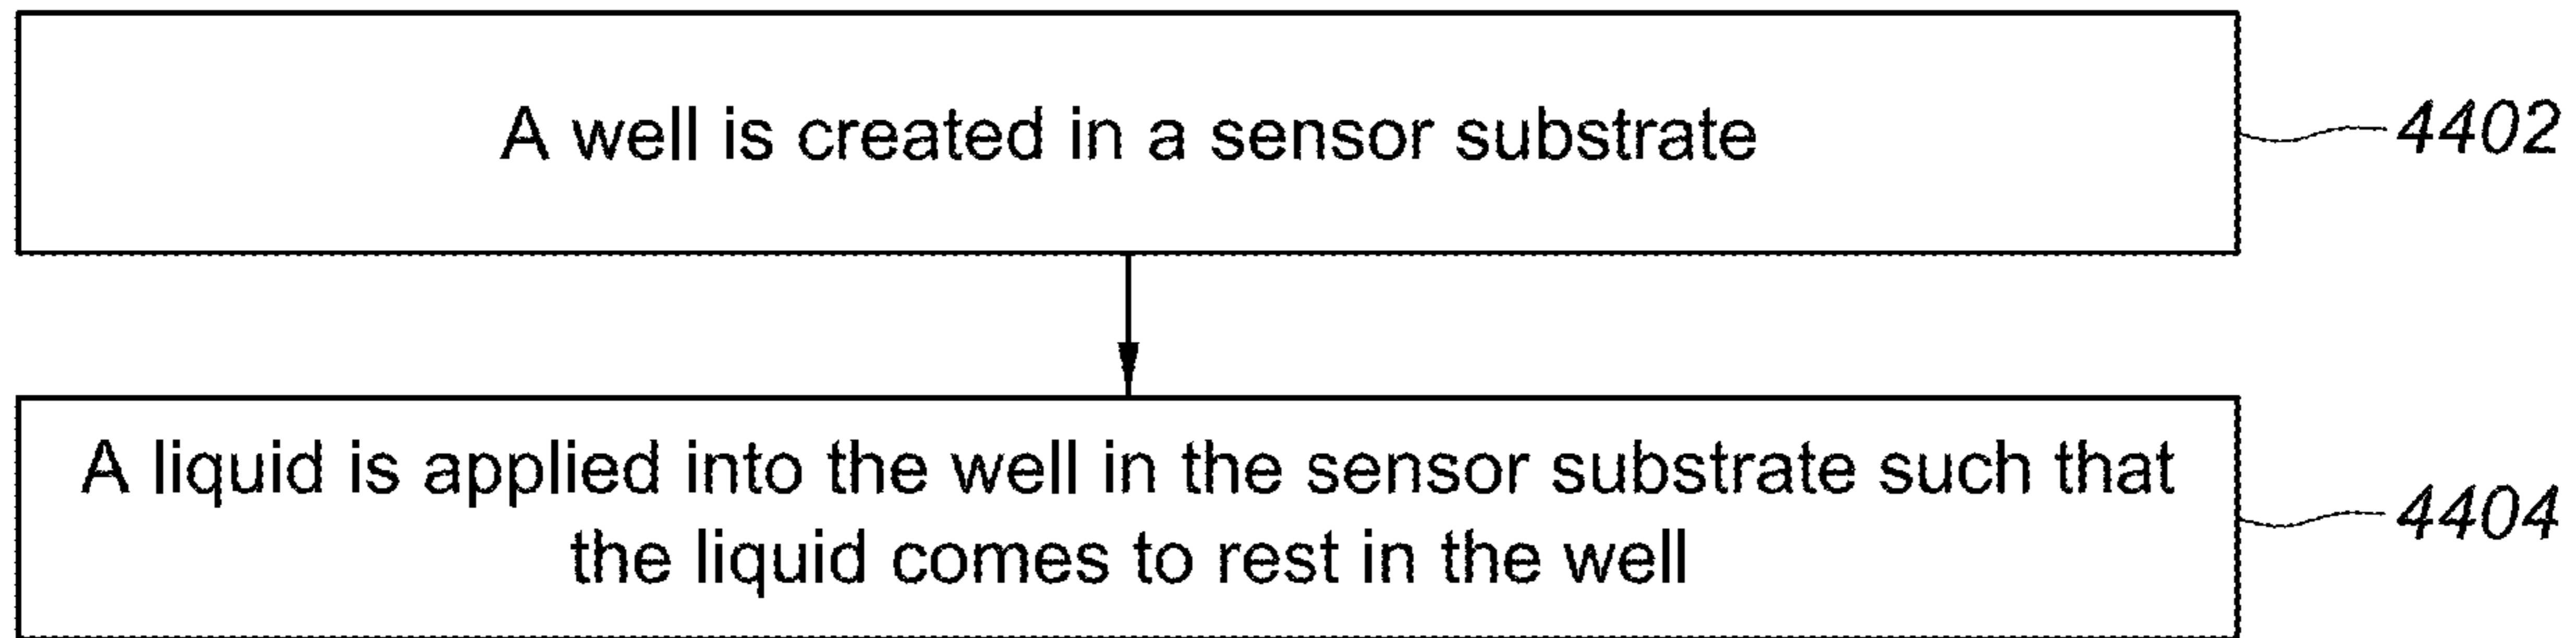 A well is created in a sensor substrate
4402
A liquid is applied into the well in the sensor substrate such that
the liquid comes to rest in the well
4404